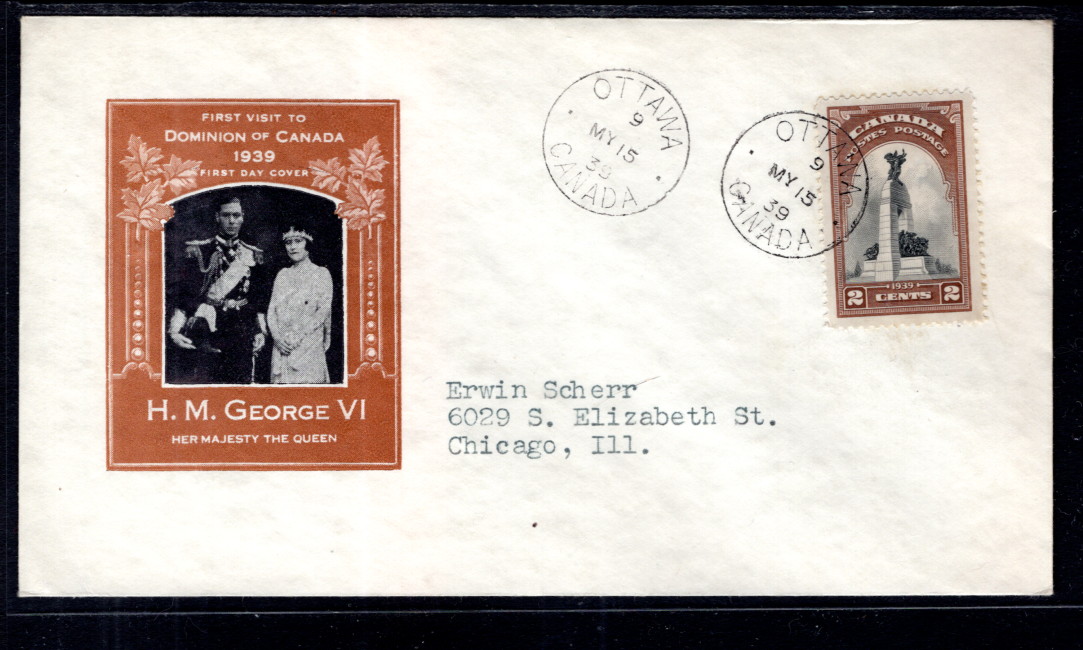 FIRST VISIT TO
DOMINION OF CANADA
1939
FIRST DAY COVER
H. M. GEORGE VI
HER MAJESTY THE QUEEN
OTTAWA
9
MY 15
39
CANADA
OTTAWA
9
MY 15
39
CANADA
CANADA
POSTES POSTAGE
1939
2 CENTS 2
Erwin Scherr
6029 S. Elizabeth St.
Chicago, Ill.